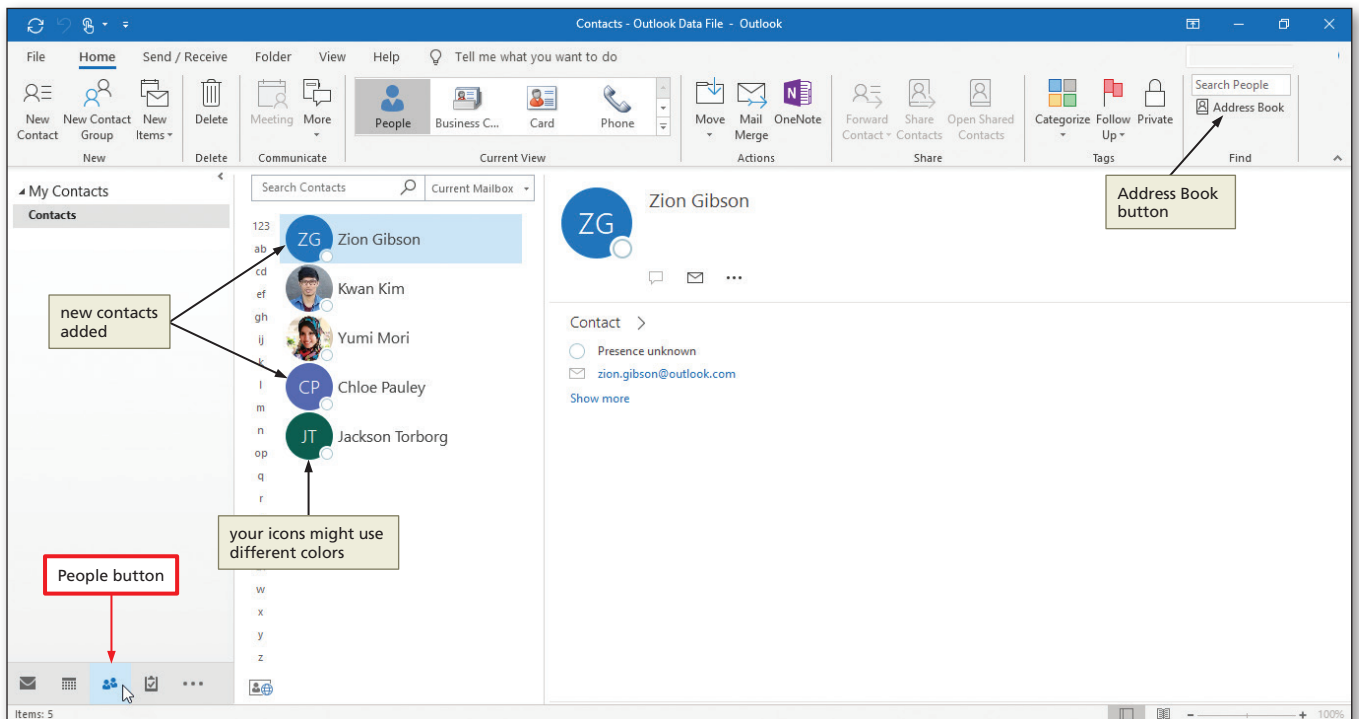 Contacts - Outlook Data File - Outlook
File Home Send / Receive Folder View Help Tell me what you want to do
New Contact
New Contact Group
New Items
Delete
Meeting
More
People
Business C...
Card
Phone
Move
Mail Merge
OneNote
Forward Contact
Share Contacts
Open Shared Contacts
Categorize
Follow Up
Private
Search People
Address Book
New Delete Communicate Current View Actions Share Tags Find
My Contacts
Contacts
Search Contacts
Current Mailbox
123
ab
cd
ef
gh
ij
k
l
m
n
op
q
r
w
x
y
z
ZG Zion Gibson
Kwan Kim
Yumi Mori
CP Chloe Pauley
JT Jackson Torborg
ZG
Zion Gibson
Contact
Presence unknown
zion.gibson@outlook.com
Show more
Address Book
button
new contacts
added
your icons might use
different colors
People button
Items: 5
100%